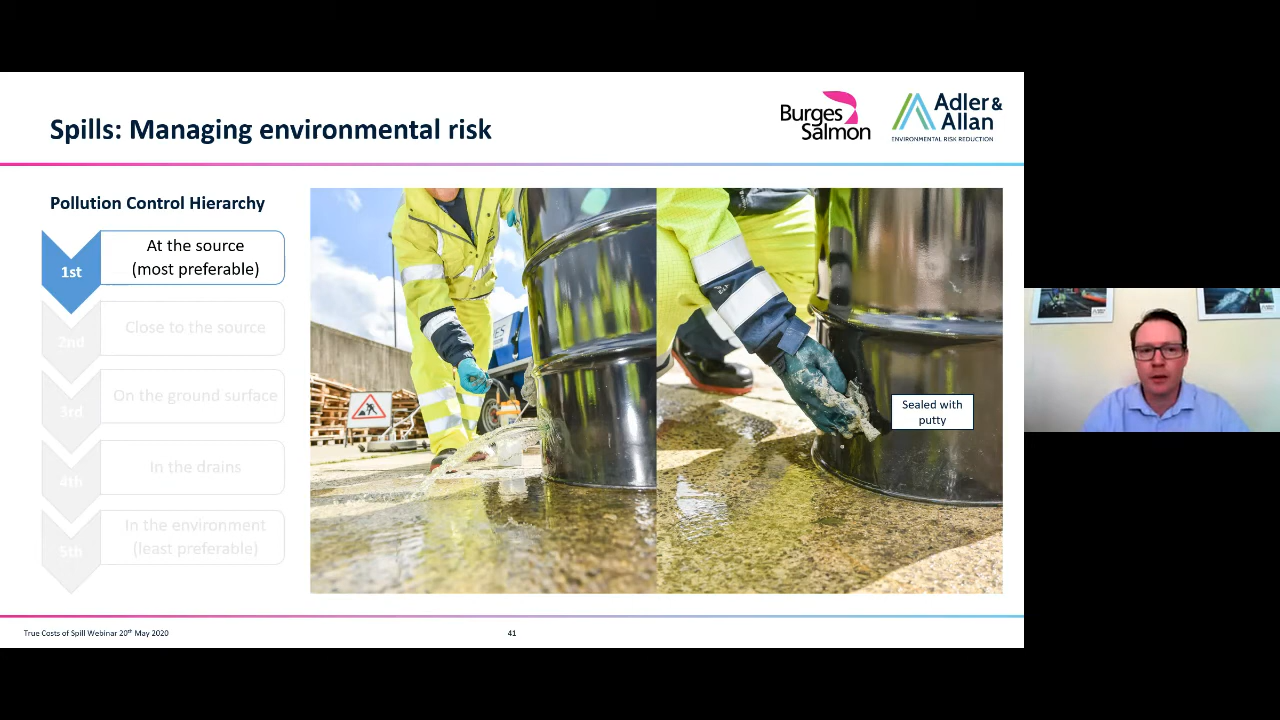 Spills: Managing environmental risk
Burges
Salmon
Adler &
Allan
ENVIRONMENTAL RISK REDUCTION
Pollution Control Hierarchy
1st
At the source
(most preferable)
2nd
Close to the source
3rd
On the ground surface
4th
In the drains
5th
In the environment
(least preferable)
Sealed with
putty
True Costs of Spill Webinar 20th May 2020
41